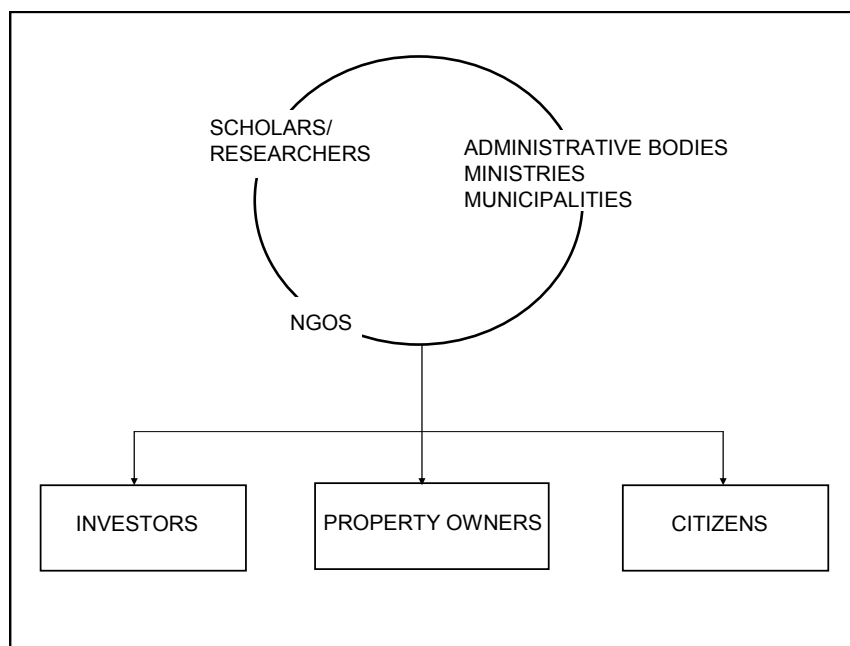 SCHOLARS/
RESEARCHERS
ADMINISTRATIVE BODIES
MINISTRIES
MUNICIPALITIES
NGOS
INVESTORS
PROPERTY OWNERS
CITIZENS